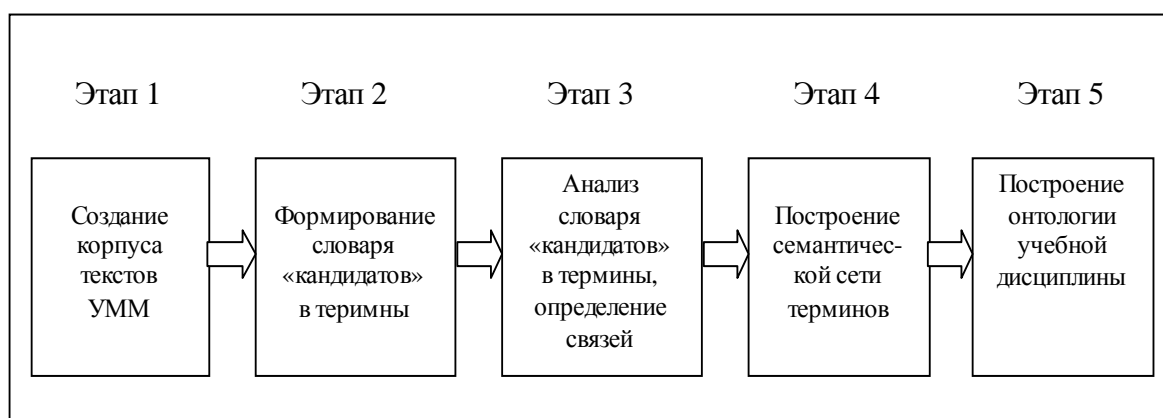 Этап 1
Этап 2
Этап 3
Этап 4
Этап 5
Создание
корпуса
текстов
УММ
Формирование
словаря
«кандидатов»
в теримны
Анализ
словаря
«кандидатов»
в термины,
определение
связей
Построение
семантичес-
кой сети
терминов
Построение
онтологии
учебной
дисциплины